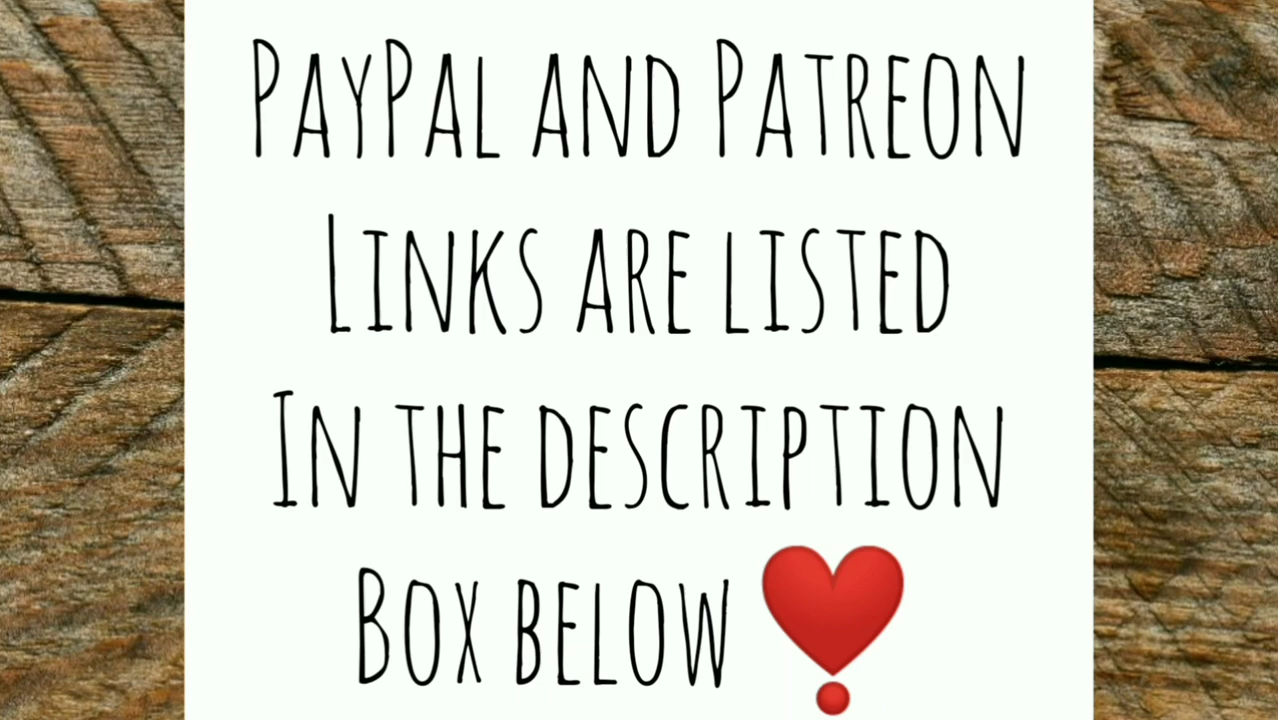 PayPal and Patreon
Links are listed
In the description
Box below ❣️